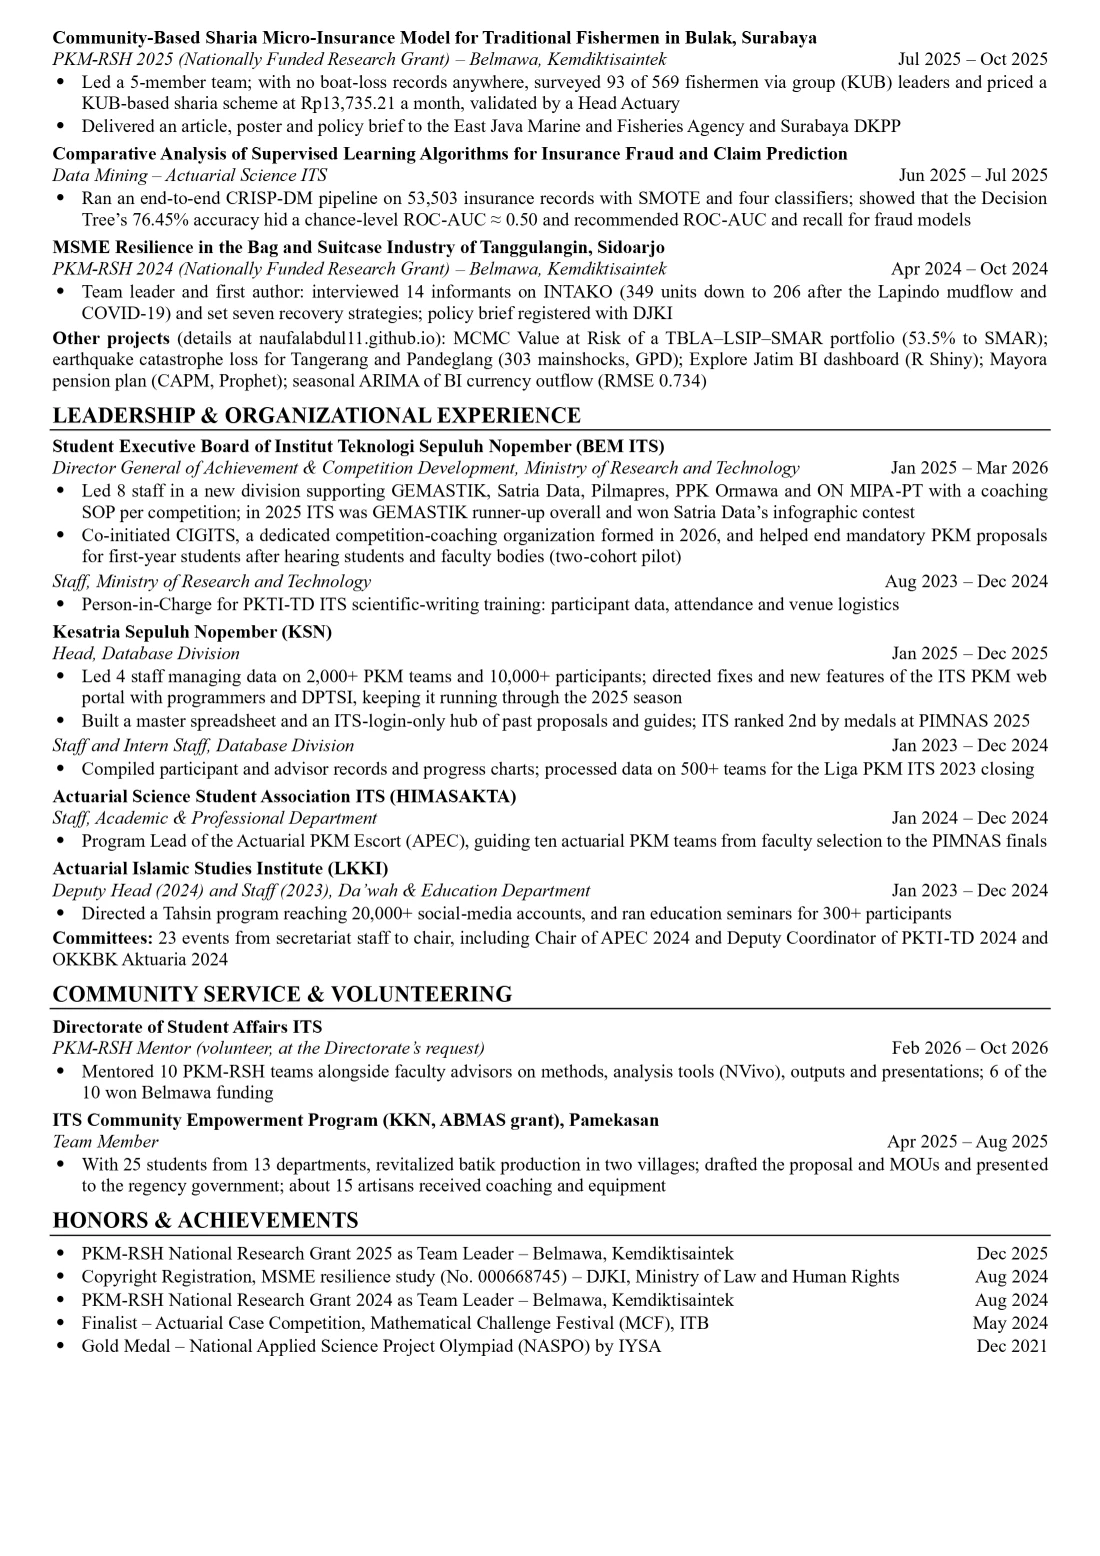 Community-Based Sharia Micro-Insurance Model for Traditional Fishermen in Bulak, Surabaya
PKM-RSH 2025 (Nationally Funded Research Grant) – Belmawa, Kemdiktisaintek Jul 2025 – Oct 2025
• Led a 5-member team; with no boat-loss records anywhere, surveyed 93 of 569 fishermen via group (KUB) leaders and priced a
KUB-based sharia scheme at Rp13,735.21 a month, validated by a Head Actuary
• Delivered an article, poster and policy brief to the East Java Marine and Fisheries Agency and Surabaya DKPP
Comparative Analysis of Supervised Learning Algorithms for Insurance Fraud and Claim Prediction
Data Mining – Actuarial Science ITS Jun 2025 – Jul 2025
• Ran an end-to-end CRISP-DM pipeline on 53,503 insurance records with SMOTE and four classifiers; showed that the Decision
Tree’s 76.45% accuracy hid a chance-level ROC-AUC ≈ 0.50 and recommended ROC-AUC and recall for fraud models
MSME Resilience in the Bag and Suitcase Industry of Tanggulangin, Sidoarjo
PKM-RSH 2024 (Nationally Funded Research Grant) – Belmawa, Kemdiktisaintek Apr 2024 – Oct 2024
• Team leader and first author: interviewed 14 informants on INTAKO (349 units down to 206 after the Lapindo mudflow and
COVID-19) and set seven recovery strategies; policy brief registered with DJKI
Other projects (details at naufalabdul11.github.io): MCMC Value at Risk of a TBLA–LSIP–SMAR portfolio (53.5% to SMAR);
earthquake catastrophe loss for Tangerang and Pandeglang (303 mainshocks, GPD); Explore Jatim BI dashboard (R Shiny); Mayora
pension plan (CAPM, Prophet); seasonal ARIMA of BI currency outflow (RMSE 0.734)
LEADERSHIP & ORGANIZATIONAL EXPERIENCE
Student Executive Board of Institut Teknologi Sepuluh Nopember (BEM ITS)
Director General of Achievement & Competition Development, Ministry of Research and Technology Jan 2025 – Mar 2026
• Led 8 staff in a new division supporting GEMASTIK, Satria Data, Pilmapres, PPK Ormawa and ON MIPA-PT with a coaching
SOP per competition; in 2025 ITS was GEMASTIK runner-up overall and won Satria Data’s infographic contest
• Co-initiated CIGITS, a dedicated competition-coaching organization formed in 2026, and helped end mandatory PKM proposals
for first-year students after hearing students and faculty bodies (two-cohort pilot)
Staff, Ministry of Research and Technology Aug 2023 – Dec 2024
• Person-in-Charge for PKTI-TD ITS scientific-writing training: participant data, attendance and venue logistics
Kesatria Sepuluh Nopember (KSN)
Head, Database Division Jan 2025 – Dec 2025
• Led 4 staff managing data on 2,000+ PKM teams and 10,000+ participants; directed fixes and new features of the ITS PKM web
portal with programmers and DPTSI, keeping it running through the 2025 season
• Built a master spreadsheet and an ITS-login-only hub of past proposals and guides; ITS ranked 2nd by medals at PIMNAS 2025
Staff and Intern Staff, Database Division Jan 2023 – Dec 2024
• Compiled participant and advisor records and progress charts; processed data on 500+ teams for the Liga PKM ITS 2023 closing
Actuarial Science Student Association ITS (HIMASAKTA)
Staff, Academic & Professional Department Jan 2024 – Dec 2024
• Program Lead of the Actuarial PKM Escort (APEC), guiding ten actuarial PKM teams from faculty selection to the PIMNAS finals
Actuarial Islamic Studies Institute (LKKI)
Deputy Head (2024) and Staff (2023), Da’wah & Education Department Jan 2023 – Dec 2024
• Directed a Tahsin program reaching 20,000+ social-media accounts, and ran education seminars for 300+ participants
Committees: 23 events from secretariat staff to chair, including Chair of APEC 2024 and Deputy Coordinator of PKTI-TD 2024 and
OKKBK Aktuaria 2024
COMMUNITY SERVICE & VOLUNTEERING
Directorate of Student Affairs ITS
PKM-RSH Mentor (volunteer, at the Directorate’s request) Feb 2026 – Oct 2026
• Mentored 10 PKM-RSH teams alongside faculty advisors on methods, analysis tools (NVivo), outputs and presentations; 6 of the
10 won Belmawa funding
ITS Community Empowerment Program (KKN, ABMAS grant), Pamekasan
Team Member Apr 2025 – Aug 2025
• With 25 students from 13 departments, revitalized batik production in two villages; drafted the proposal and MOUs and presented
to the regency government; about 15 artisans received coaching and equipment
HONORS & ACHIEVEMENTS
• PKM-RSH National Research Grant 2025 as Team Leader – Belmawa, Kemdiktisaintek Dec 2025
• Copyright Registration, MSME resilience study (No. 000668745) – DJKI, Ministry of Law and Human Rights Aug 2024
• PKM-RSH National Research Grant 2024 as Team Leader – Belmawa, Kemdiktisaintek Aug 2024
• Finalist – Actuarial Case Competition, Mathematical Challenge Festival (MCF), ITB May 2024
• Gold Medal – National Applied Science Project Olympiad (NASPO) by IYSA Dec 2021